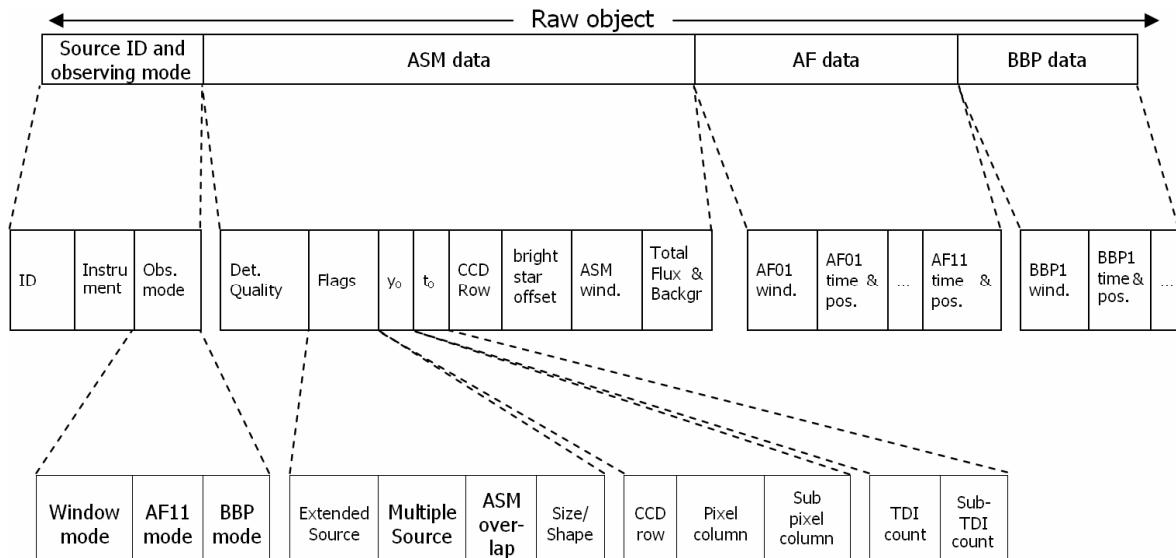 Raw object
Source ID and
observing mode
ASM data
AF data
BBP data
ID
Instru
ment
Obs.
mode
Det.
Quality
Flags
y₀
t₀
CCD
Row
bright
star
offset
ASM
wind.
Total
Flux &
Backgr
AF01
wind.
AF01
time &
pos.
...
AF11
time &
pos.
BBP1
wind.
BBP1
time &
pos.
...
Window
mode
AF11
mode
BBP
mode
Extended
Source
Multiple
Source
ASM
over-
lap
Size/
Shape
CCD
row
Pixel
column
Sub
pixel
column
TDI
count
Sub-
TDI
count